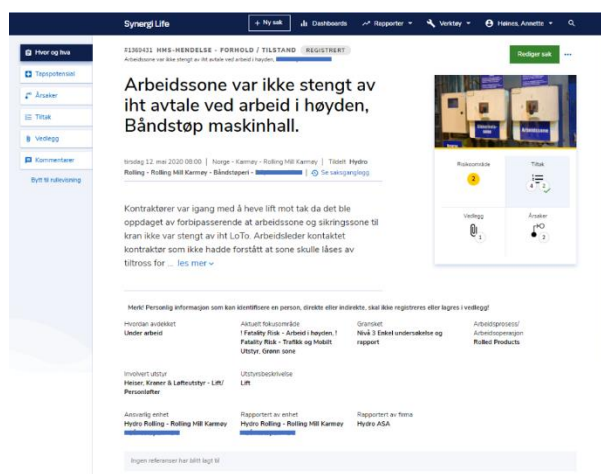 Synergi Life
+ Ny sak
Dashboards
Rapporter
Verktøy
Høines, Annette
Hvor og hva
Tapspotensial
Årsaker
Tiltak
Vedlegg
Kommentarer
Bytt til rullevisning
#1369431 HMS-HENDELSE - FORHOLD / TILSTAND REGISTRERT
Arbeidssone var ikke stengt av iht avtale ved arbeid i høyden,
Rediger sak
Arbeidssone var ikke stengt av
iht avtale ved arbeid i høyden,
Båndstøp maskinhall.
tirsdag 12. mai 2020 08:00 | Norge - Karmøy - Rolling Mill Karmøy | Tildelt Hydro
Rolling - Rolling Mill Karmøy - Båndstøperi -
Se saksganglogg
Kontraktører var igang med å heve lift mot tak da det ble
oppdaget av forbipasserende at arbeidssone og sikringssone til
kran ikke var stengt av iht LoTo. Arbeidsleder kontaktet
kontraktør som ikke hadde forstått at sone skulle låses av
tiltross for ... les mer
Risikoområde
2
Tiltak
4 2
Vedlegg
1
Årsaker
2
Merk! Personlig informasjon som kan identifisere en person, direkte eller indirekte, skal ikke registreres eller lagres i vedlegg!
Hvordan avdekket
Under arbeid
Aktuelt fokusområde
! Fatality Risk - Arbeid i høyden, !
Fatality Risk - Trafikk og Mobilt
Utstyr, Grønn sone
Gransket
Nivå 3 Enkel undersøkelse og
rapport
Arbeidsprosess/
Arbeidsoperasjon
Rolled Products
Involvert utstyr
Heiser, Kraner & Løfteutstyr - Lift/
Personløfter
Utstyrsbeskrivelse
Lift
Ansvarlig enhet
Hydro Rolling - Rolling Mill Karmøy
Rapportert av enhet
Hydro Rolling - Rolling Mill Karmøy
Rapportert av firma
Hydro ASA
Ingen referanser har blitt lagt til